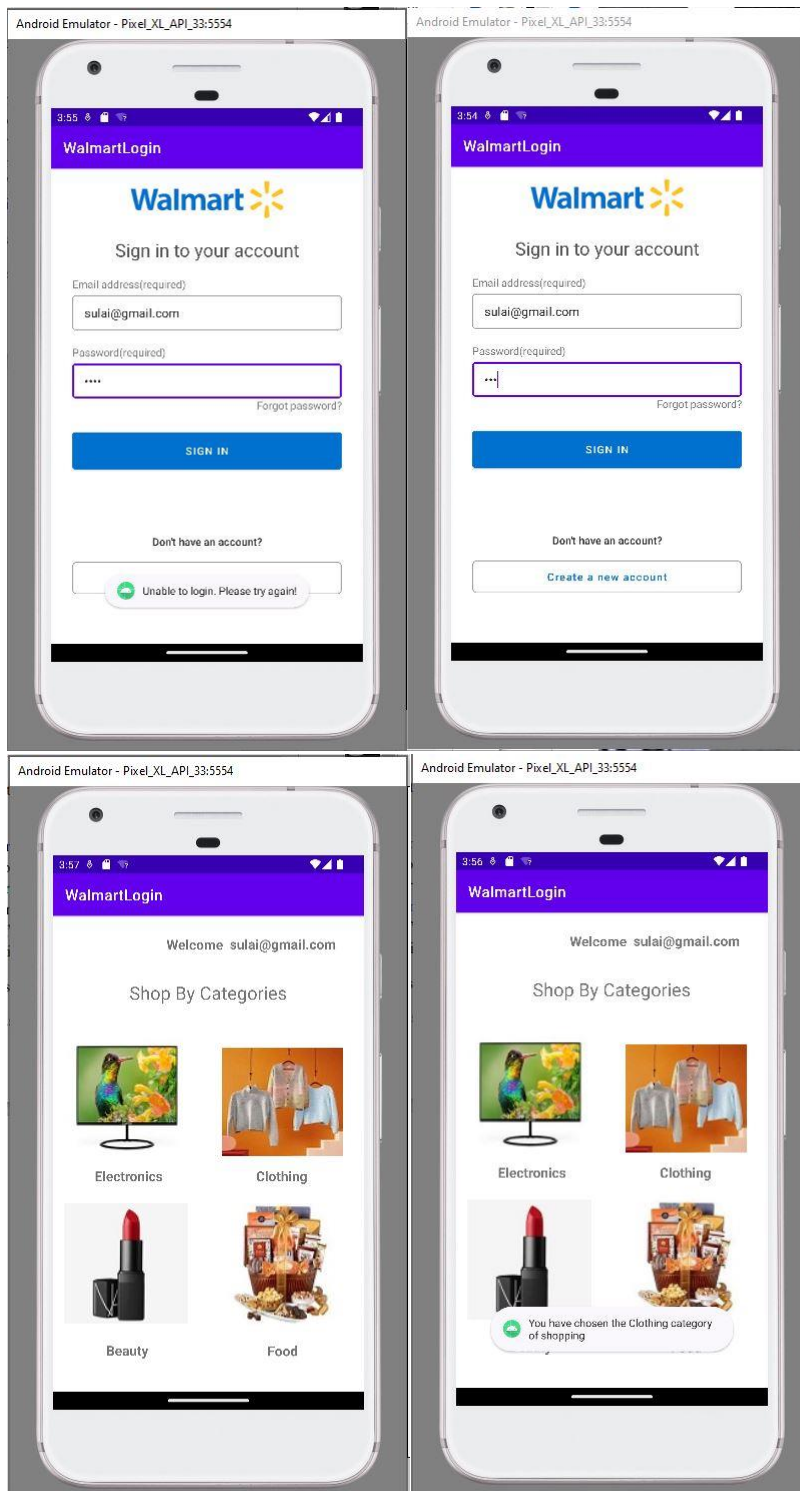 Android Emulator - Pixel_XL_API_33:5554
3:55
WalmartLogin
Walmart
Sign in to your account
Email address(required)
sulai@gmail.com
Password(required)
••••
Forgot password?
SIGN IN
Don't have an account?
Unable to login. Please try again!
Android Emulator - Pixel_XL_API_33:5554
3:54
WalmartLogin
Walmart
Sign in to your account
Email address(required)
sulai@gmail.com
Password(required)
•••
Forgot password?
SIGN IN
Don't have an account?
Create a new account
Android Emulator - Pixel_XL_API_33:5554
3:57
WalmartLogin
Welcome sulai@gmail.com
Shop By Categories
Electronics
Clothing
Beauty
Food
Android Emulator - Pixel_XL_API_33:5554
3:56
WalmartLogin
Welcome sulai@gmail.com
Shop By Categories
Electronics
Clothing
You have chosen the Clothing category
of shopping